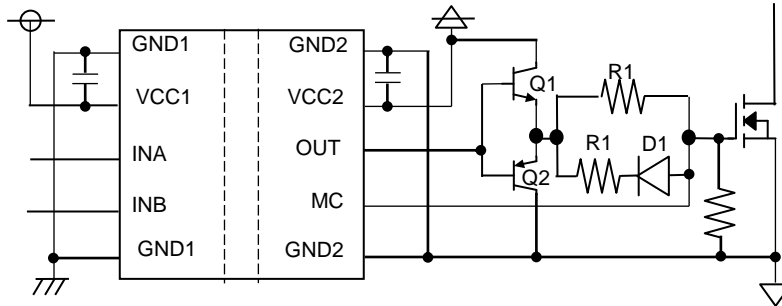 GND1
VCC1
INA
INB
GND1
GND2
VCC2
OUT
MC
GND2
Q1
Q2
R1
R1
D1